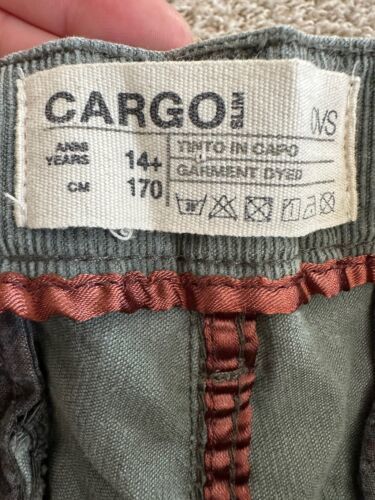 CARGO SLIM
OVS
ANNI
YEARS 14+
CM 170
TINTO IN CAPO
GARMENT DYED